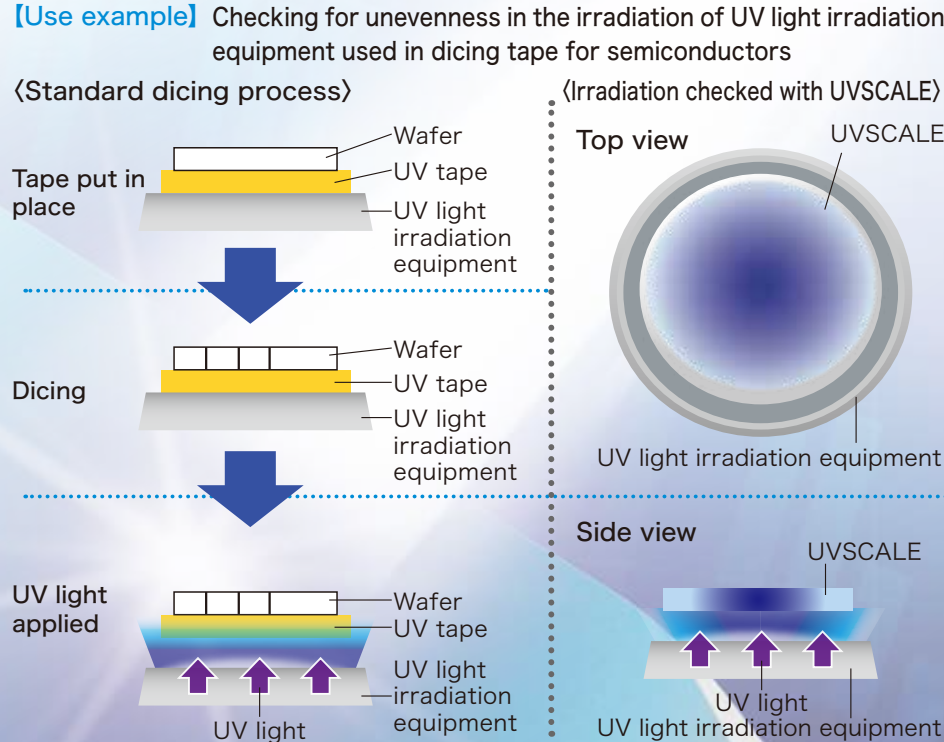 【Use example】 Checking for unevenness in the irradiation of UV light irradiation
equipment used in dicing tape for semiconductors
〈Standard dicing process〉
Tape put in
place
Wafer
UV tape
UV light
irradiation
equipment
Dicing
Wafer
UV tape
UV light
irradiation
equipment
UV light
applied
Wafer
UV tape
UV light
irradiation
equipment
UV light
〈Irradiation checked with UVSCALE〉
Top view
UVSCALE
UV light irradiation equipment
Side view
UVSCALE
UV light
UV light irradiation equipment